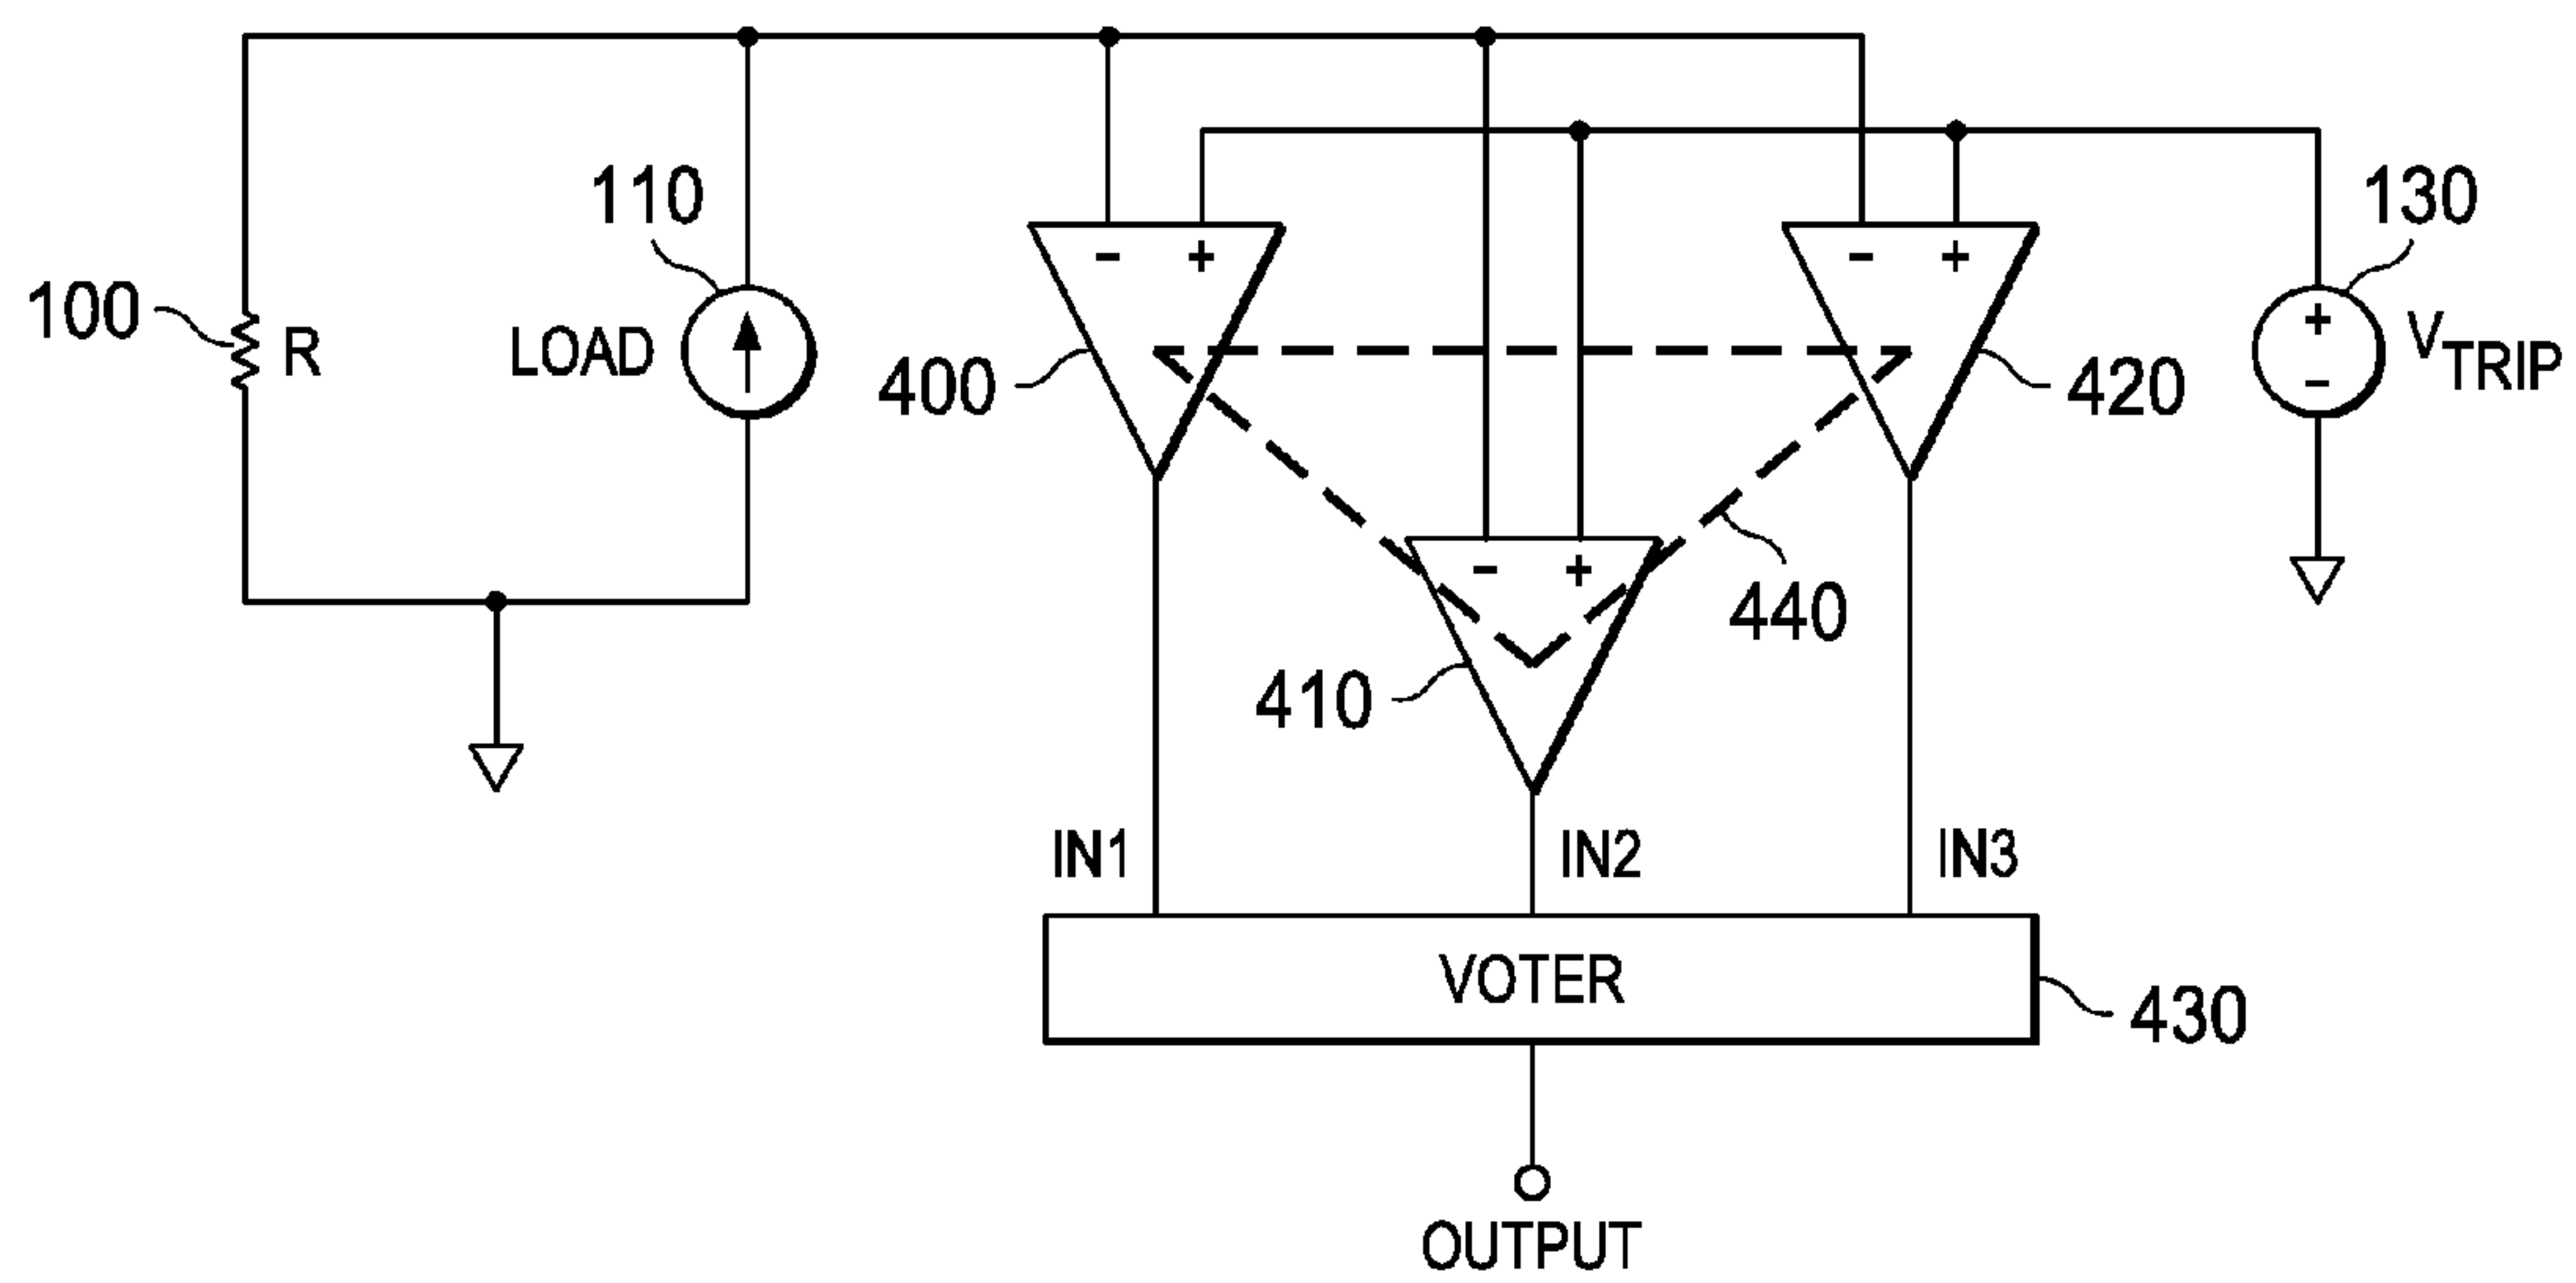 110
130
100
R
LOAD
400
- +
- +
420
+
-
VTRIP
- +
440
410
IN1
IN2
IN3
VOTER
430
OUTPUT